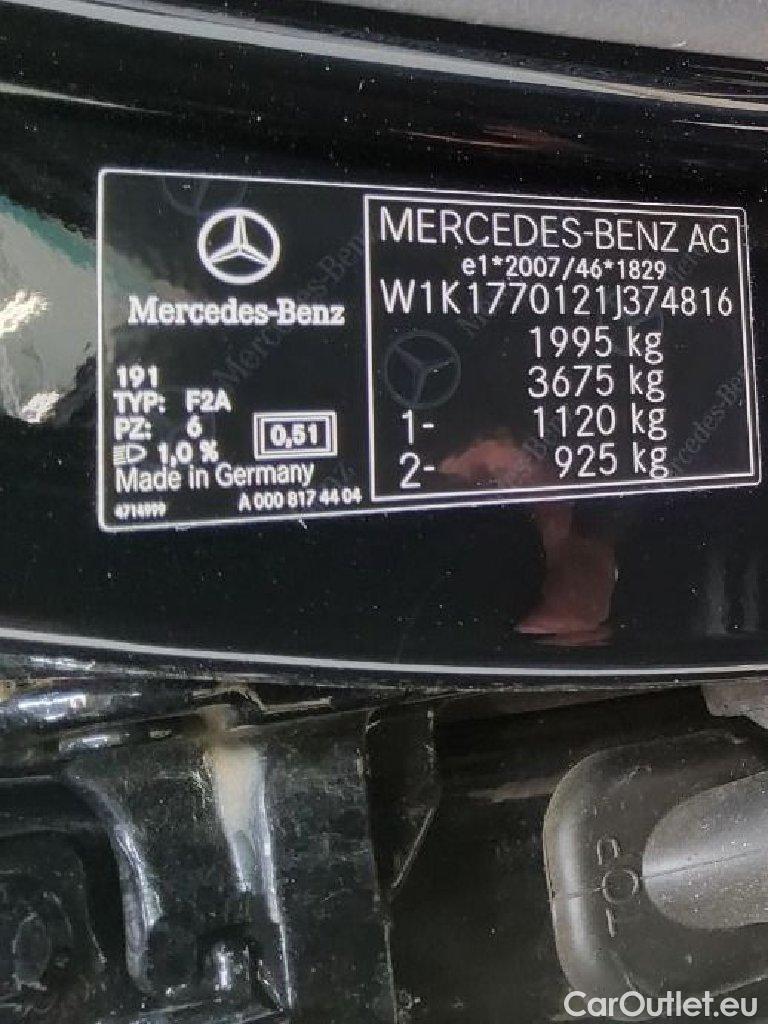 Mercedes-Benz
191
TYP: F2A
PZ: 6
1,0 %
0,51
Made in Germany
4714999
A 000 817 44 04
MERCEDES-BENZ AG
e1*2007/46*1829
W1K1770121J374816
1995 kg
3675 kg
1- 1120 kg
2- 925 kg
CarOutlet.eu